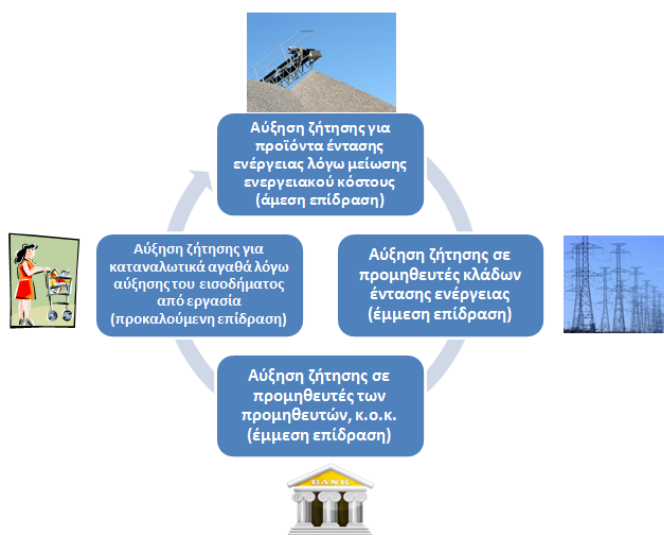 Αύξηση ζήτησης για
προϊόντα έντασης
ενέργειας λόγω μείωσης
ενεργειακού κόστους
(άμεση επίδραση)
Αύξηση ζήτησης για
καταναλωτικά αγαθά λόγω
αύξησης του εισοδήματος
από εργασία
(προκαλούμενη επίδραση)
Αύξηση ζήτησης σε
προμηθευτές κλάδων
έντασης ενέργειας
(έμμεση επίδραση)
Αύξηση ζήτησης σε
προμηθευτές των
προμηθευτών, κ.ο.κ.
(έμμεση επίδραση)
BANK